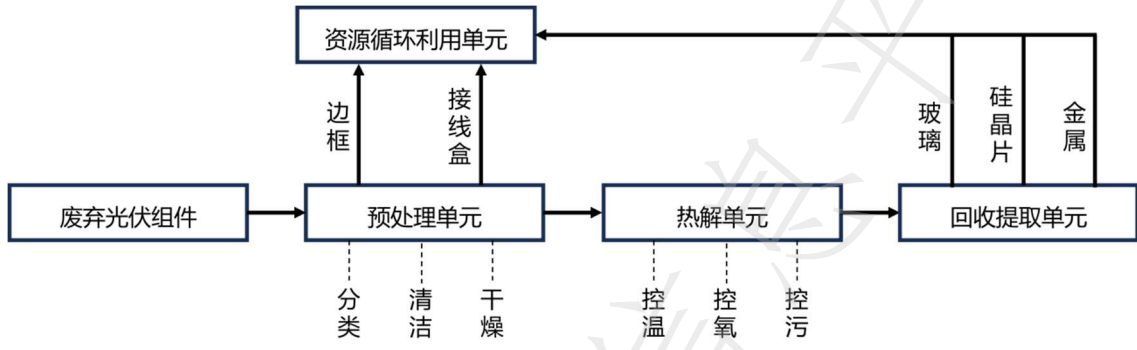 资源循环利用单元
边框
接线盒
玻璃
硅晶片
金属
废弃光伏组件
预处理单元
热解单元
回收提取单元
分类
清洁
干燥
控温
控氧
控污